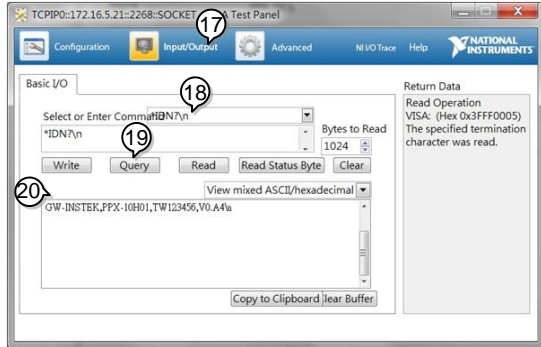 TCPIP0::172.16.5.21::2268::SOCKET
A Test Panel
17
Configuration
Input/Output
Advanced
NI I/O Trace
Help
NATIONAL
INSTRUMENTS
Basic I/O
18
Select or Enter Comma
*IDN?\n
*IDN?\n
19
Bytes to Read
1024
Write
Query
Read
Read Status Byte
Clear
20
View mixed ASCII/hexadecimal
GW-INSTEK,PPX-10H01,TW123456,V0.A4\n
Copy to Clipboard
lear Buffer
Return Data
Read Operation
VISA: (Hex 0x3FFF0005)
The specified termination
character was read.